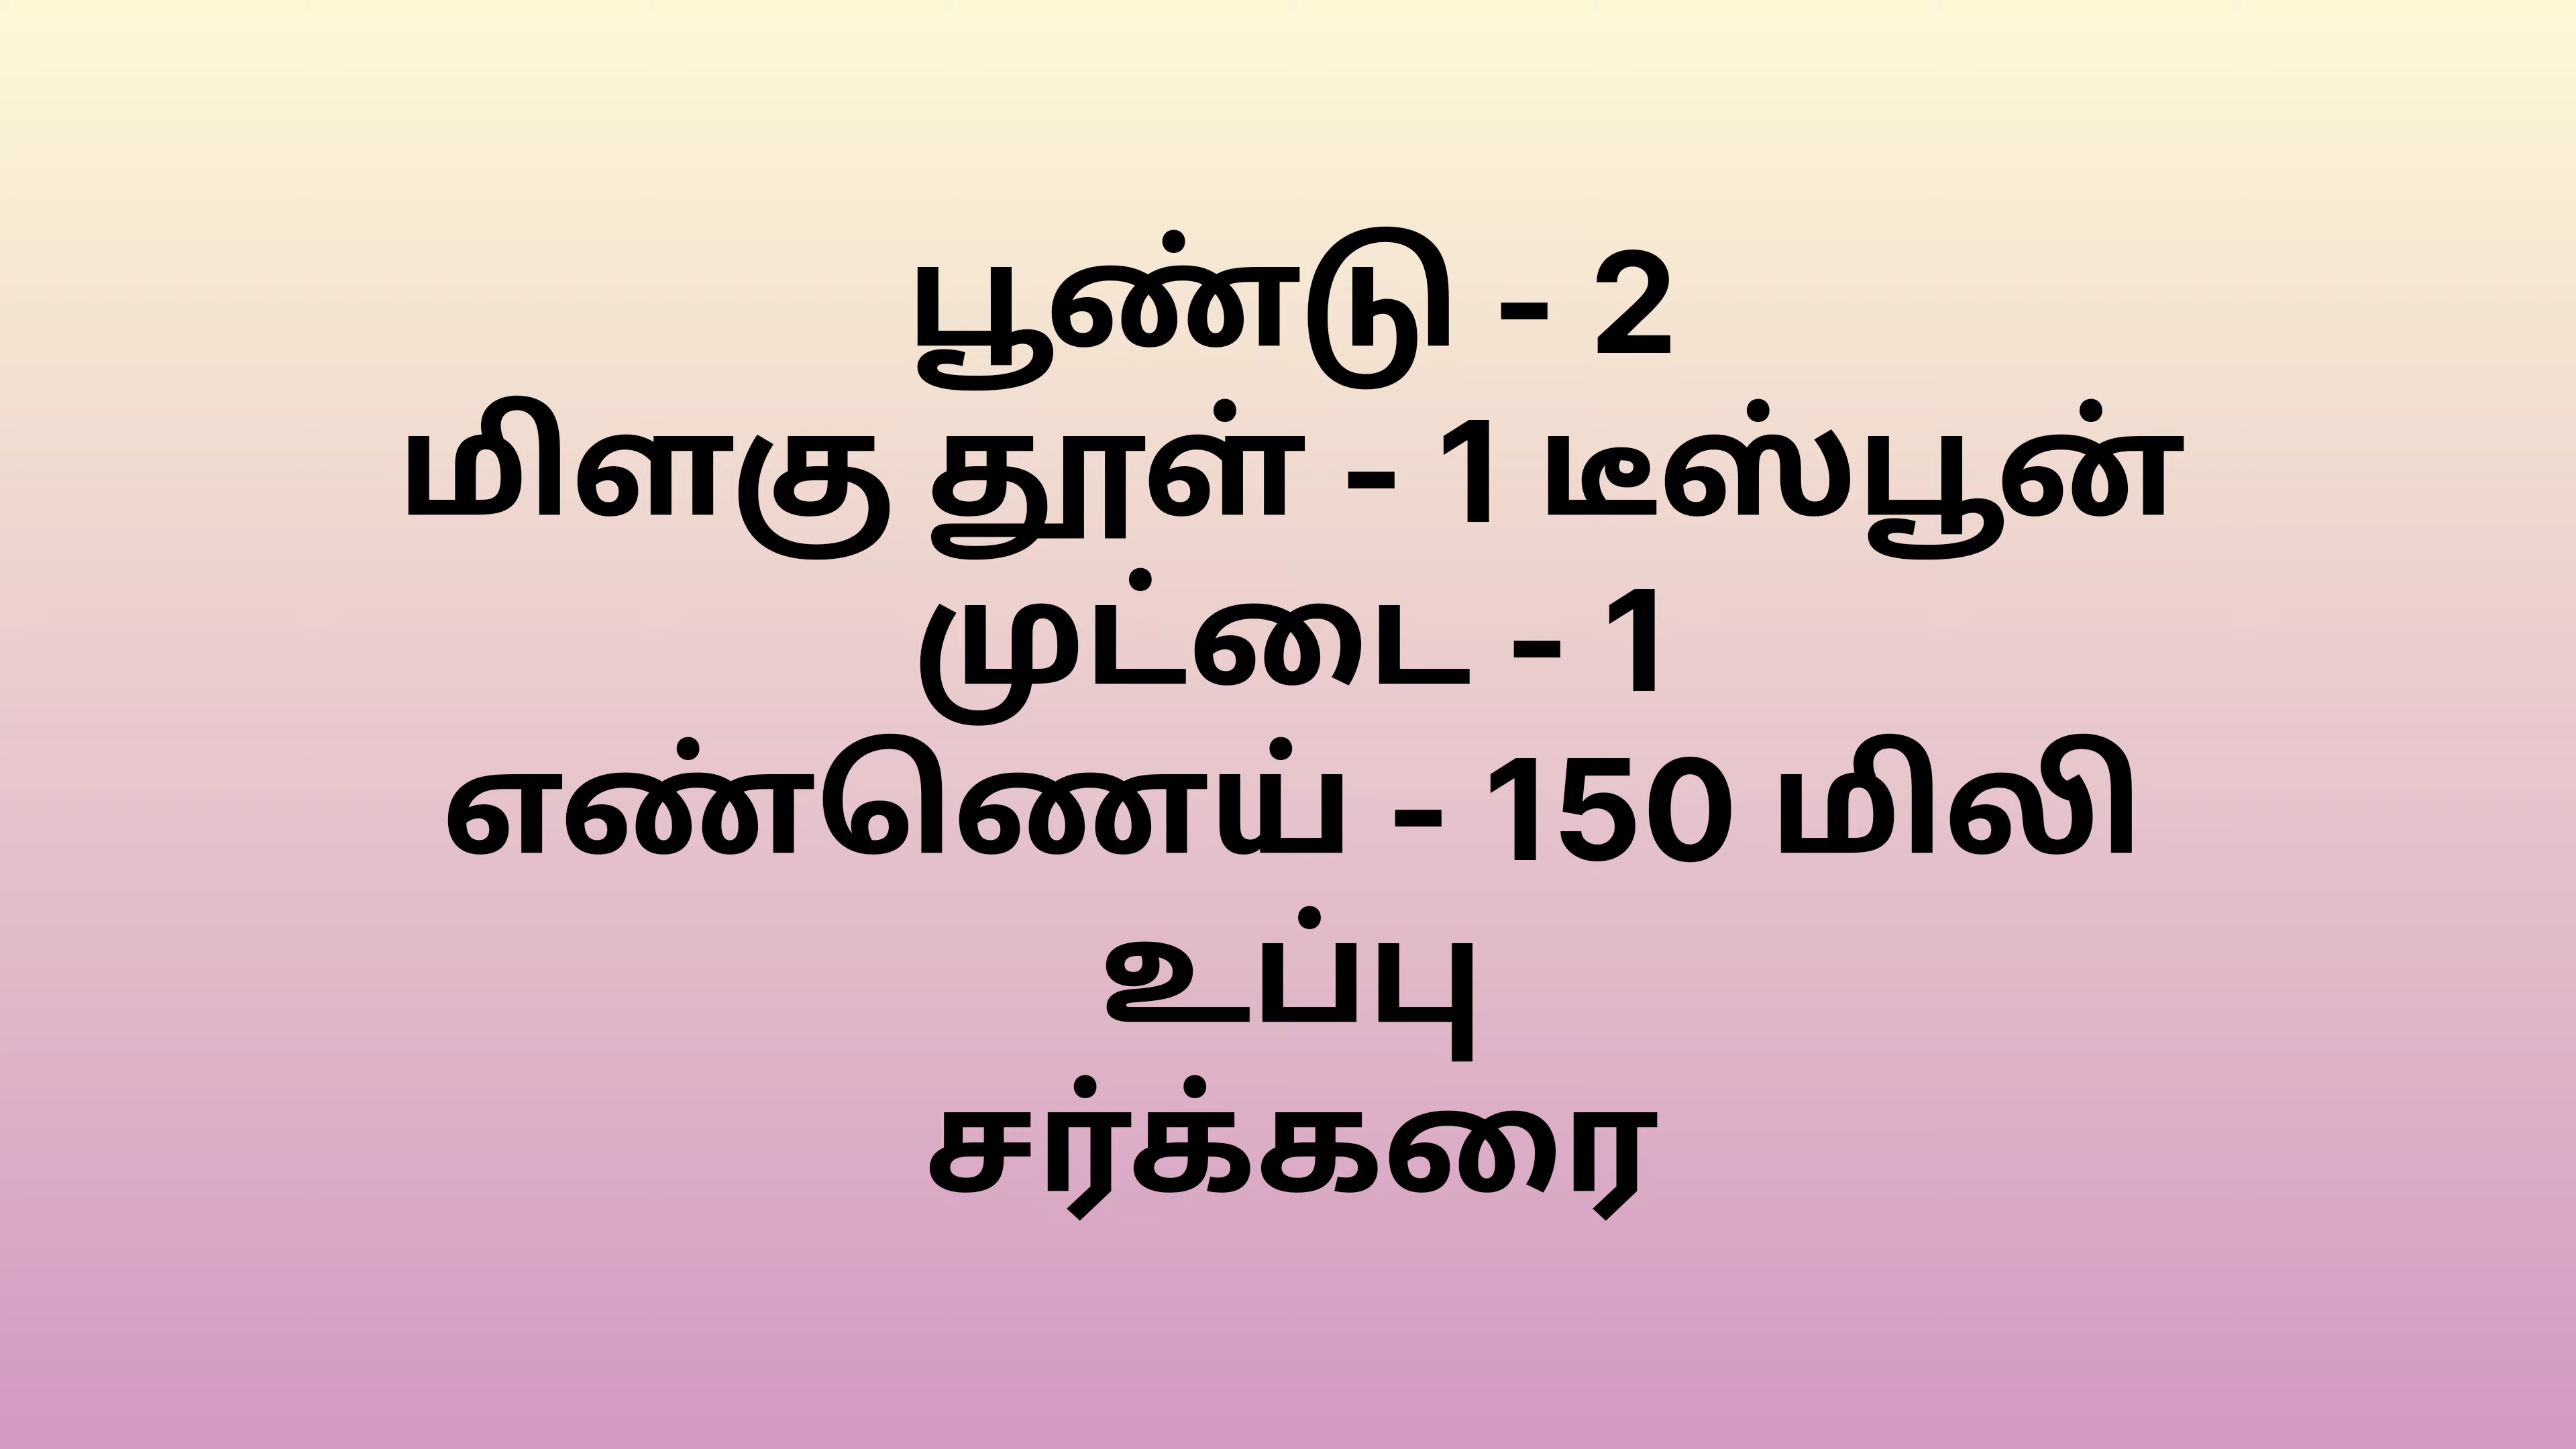 பூண்டு - 2
மிளகு தூள் - 1 டீஸ்பூன்
முட்டை - 1
எண்ணெய் - 150 மிலி
உப்பு
சர்க்கரை